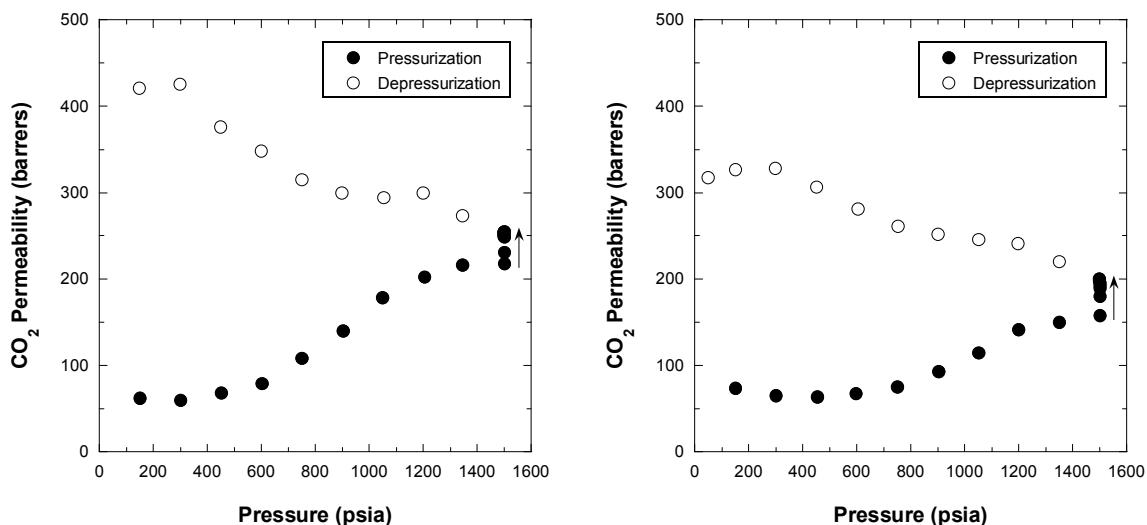 500
Pressurization
Depressurization
400
300
200
100
0
0 200 400 600 800 1000 1200 1400 1600
CO2 Permeability (barrers)
Pressure (psia)
500
Pressurization
Depressurization
400
300
200
100
0
0 200 400 600 800 1000 1200 1400 1600
CO2 Permeability (barrers)
Pressure (psia)